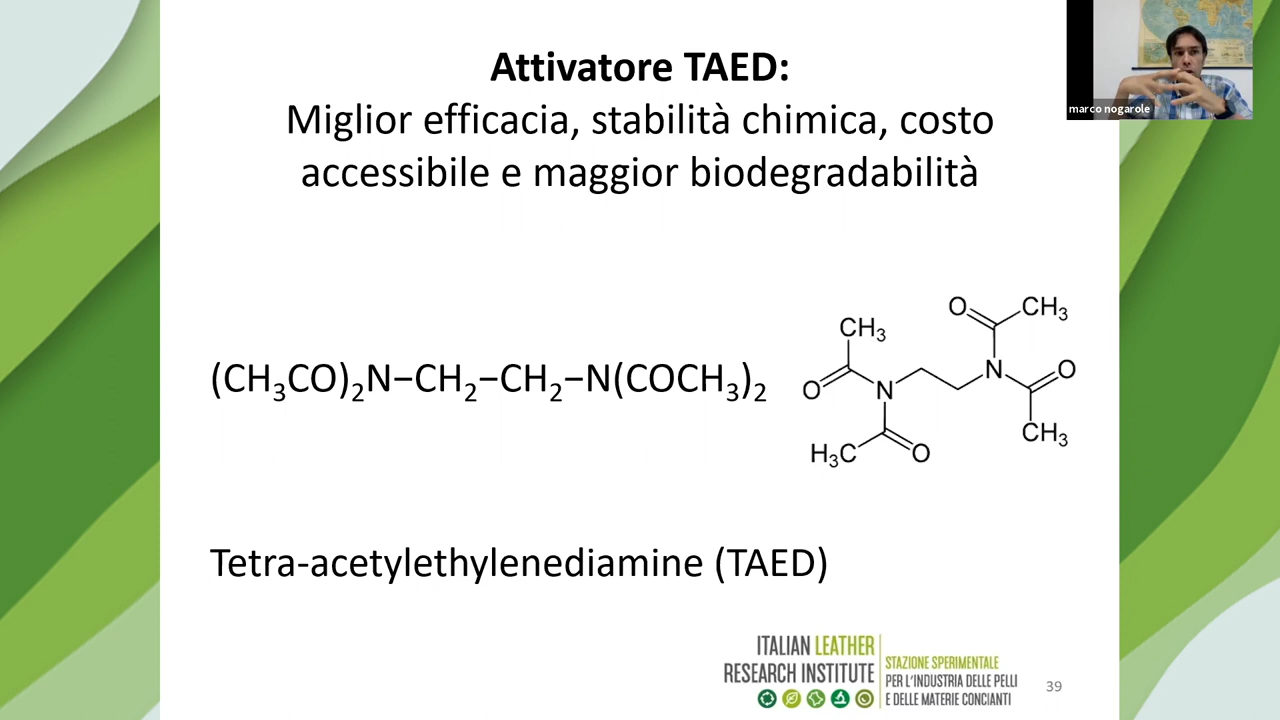 Attivatore TAED:
Miglior efficacia, stabilità chimica, costo
accessibile e maggior biodegradabilità
marco nogarole
(CH₃CO)₂N−CH₂−CH₂−N(COCH₃)₂
O CH₃
CH₃
O
O N
N
CH₃
H₃C O
Tetra-acetylethylenediamine (TAED)
ITALIAN LEATHER
RESEARCH INSTITUTE
STAZIONE SPERIMENTALE
PER L'INDUSTRIA DELLE PELLI
E DELLE MATERIE CONCIANTI
39